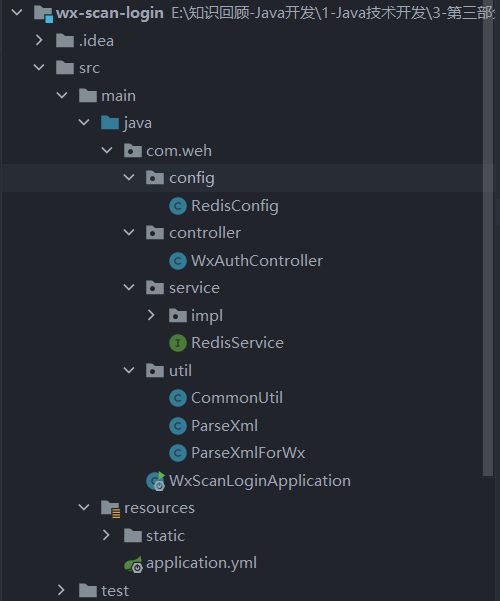 wx-scan-login E:\知识回顾-Java开发\1-Java技术开发\3-第三部
.idea
src
main
java
com.weh
config
RedisConfig
controller
WxAuthController
service
impl
RedisService
util
CommonUtil
ParseXml
ParseXmlForWx
WxScanLoginApplication
resources
static
application.yml
test